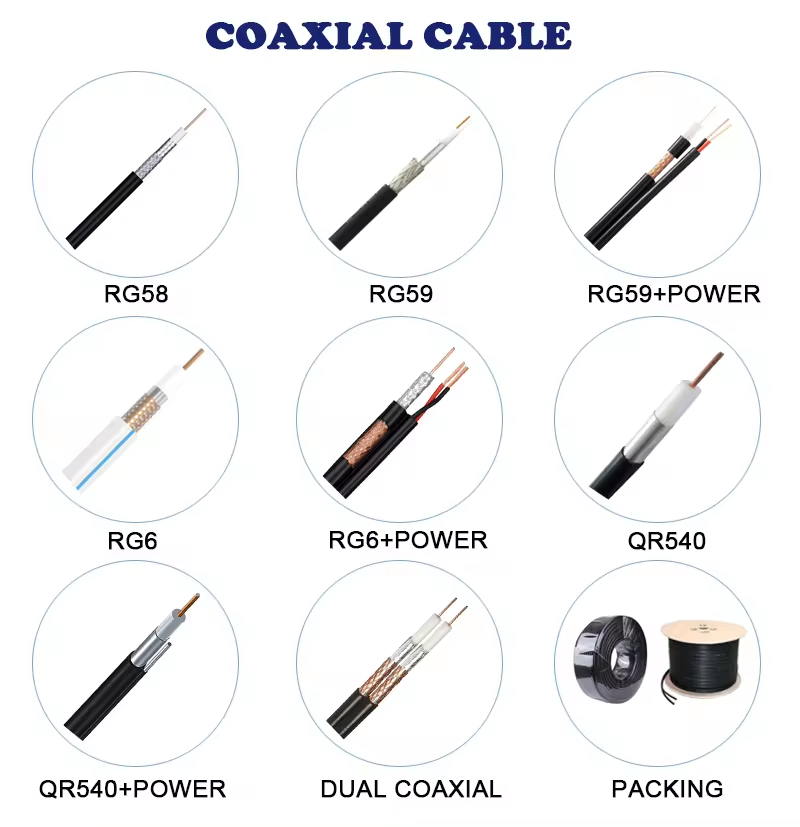 COAXIAL CABLE
RG58
RG59
RG59+POWER
RG6
RG6+POWER
QR540
QR540+POWER
DUAL COAXIAL
PACKING